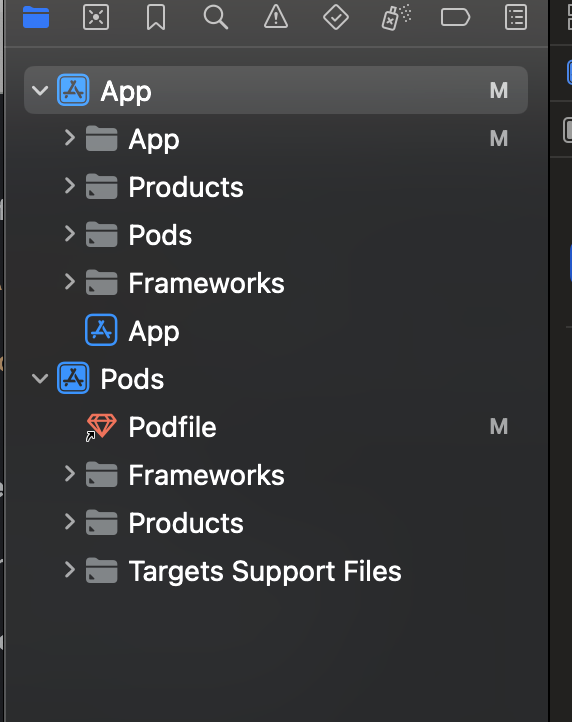 App M
App M
Products
Pods
Frameworks
App
Pods
Podfile M
Frameworks
Products
Targets Support Files